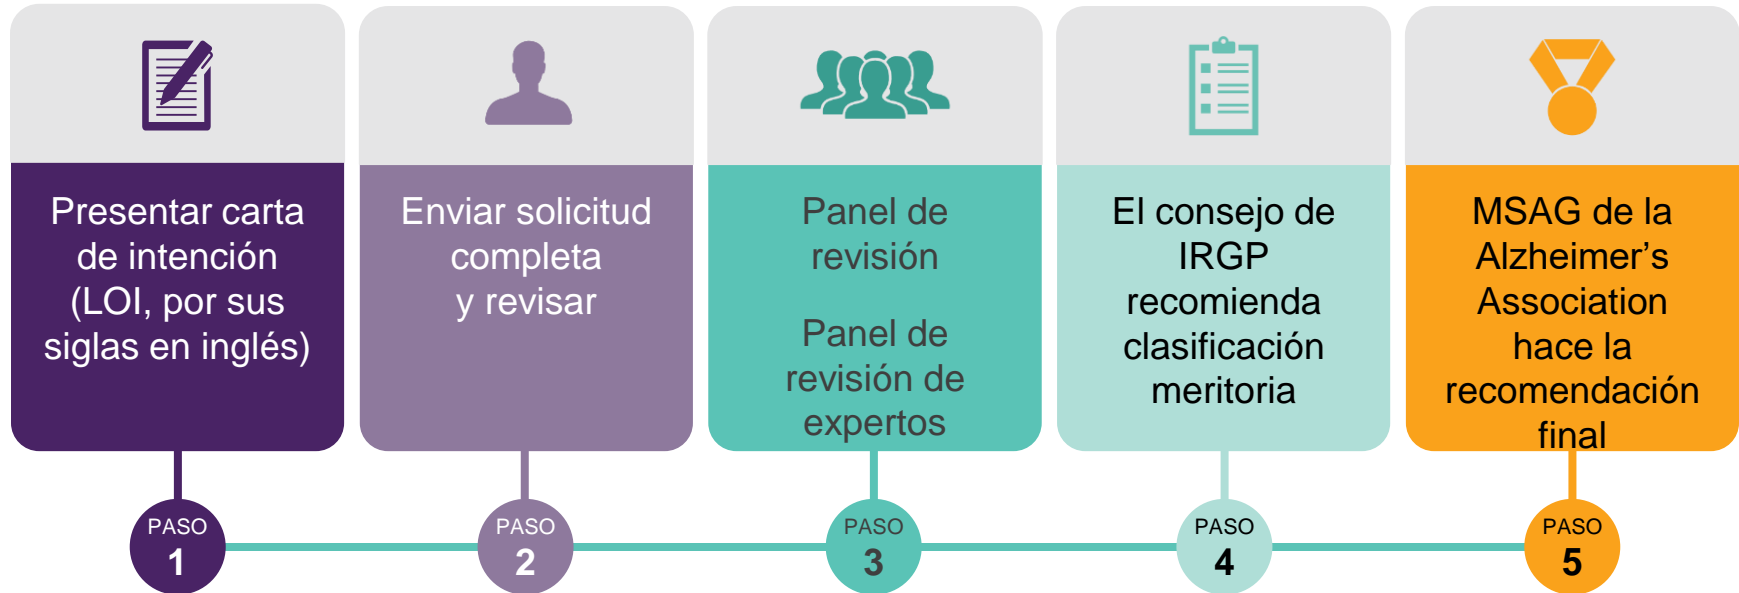 Presentar carta
de intención
(LOI, por sus
siglas en inglés)
Enviar solicitud
completa
y revisar
Panel de
revisión
Panel de
revisión de
expertos
El consejo de
IRGP
recomienda
clasificación
meritoria
MSAG de la
Alzheimer’s
Association
hace la
recomendación
final
PASO
1
PASO
2
PASO
3
PASO
4
PASO
5